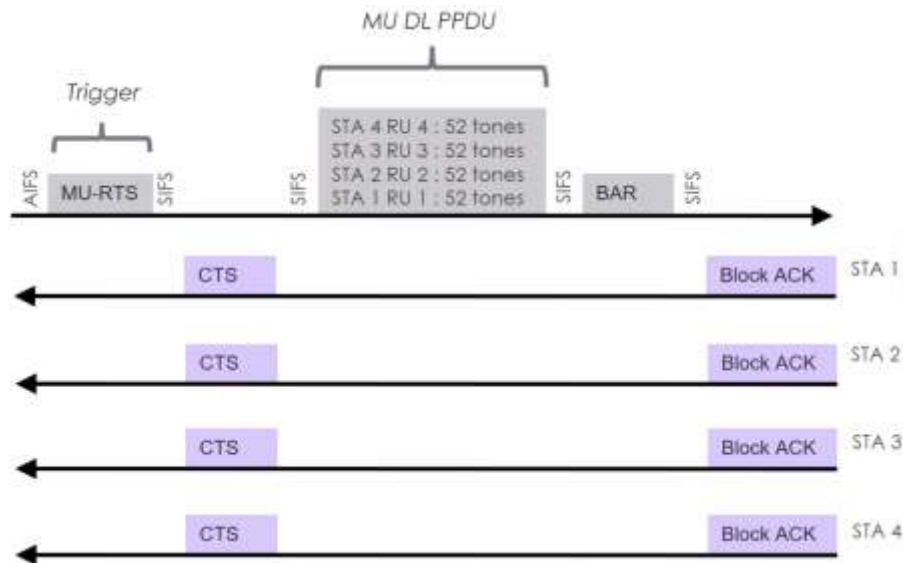 MU DL PPDU
Trigger
STA 4 RU 4 : 52 tones
STA 3 RU 3 : 52 tones
STA 2 RU 2 : 52 tones
STA 1 RU 1 : 52 tones
AIFS
MU-RTS
SIFS
SIFS
SIFS
BAR
SIFS
CTS
Block ACK
STA 1
CTS
Block ACK
STA 2
CTS
Block ACK
STA 3
CTS
Block ACK
STA 4